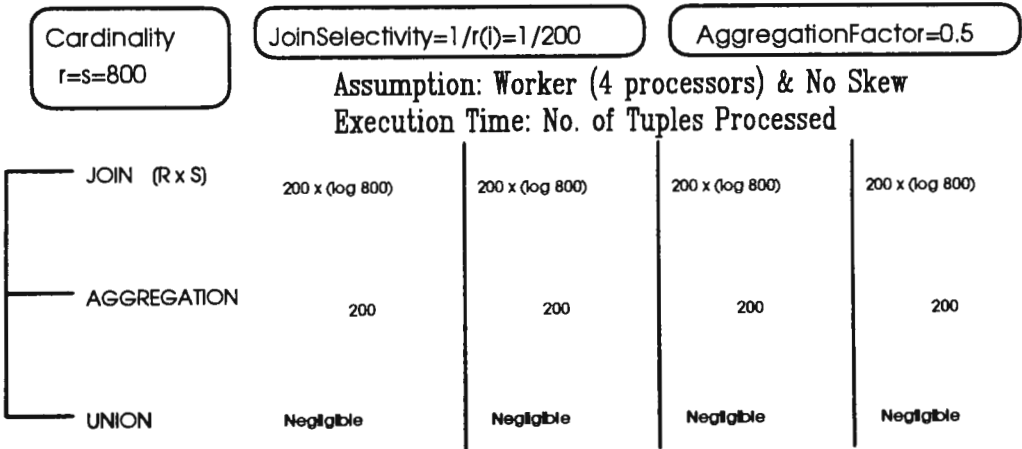 Cardinality
r=s=800
JoinSelectivity=1/r(i)=1/200
AggregationFactor=0.5
Assumption: Worker (4 processors) & No Skew
Execution Time: No. of Tuples Processed
JOIN (R x S) 200 x (log 800) 200 x (log 800) 200 x (log 800) 200 x (log 800)
AGGREGATION 200 200 200 200
UNION Negligible Negligible Negligible Negligible